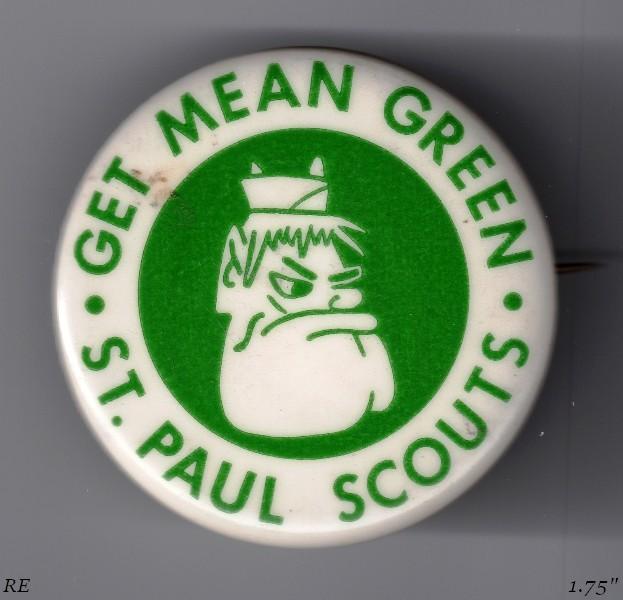 • GET MEAN GREEN •
ST. PAUL SCOUTS
RE
1.75"